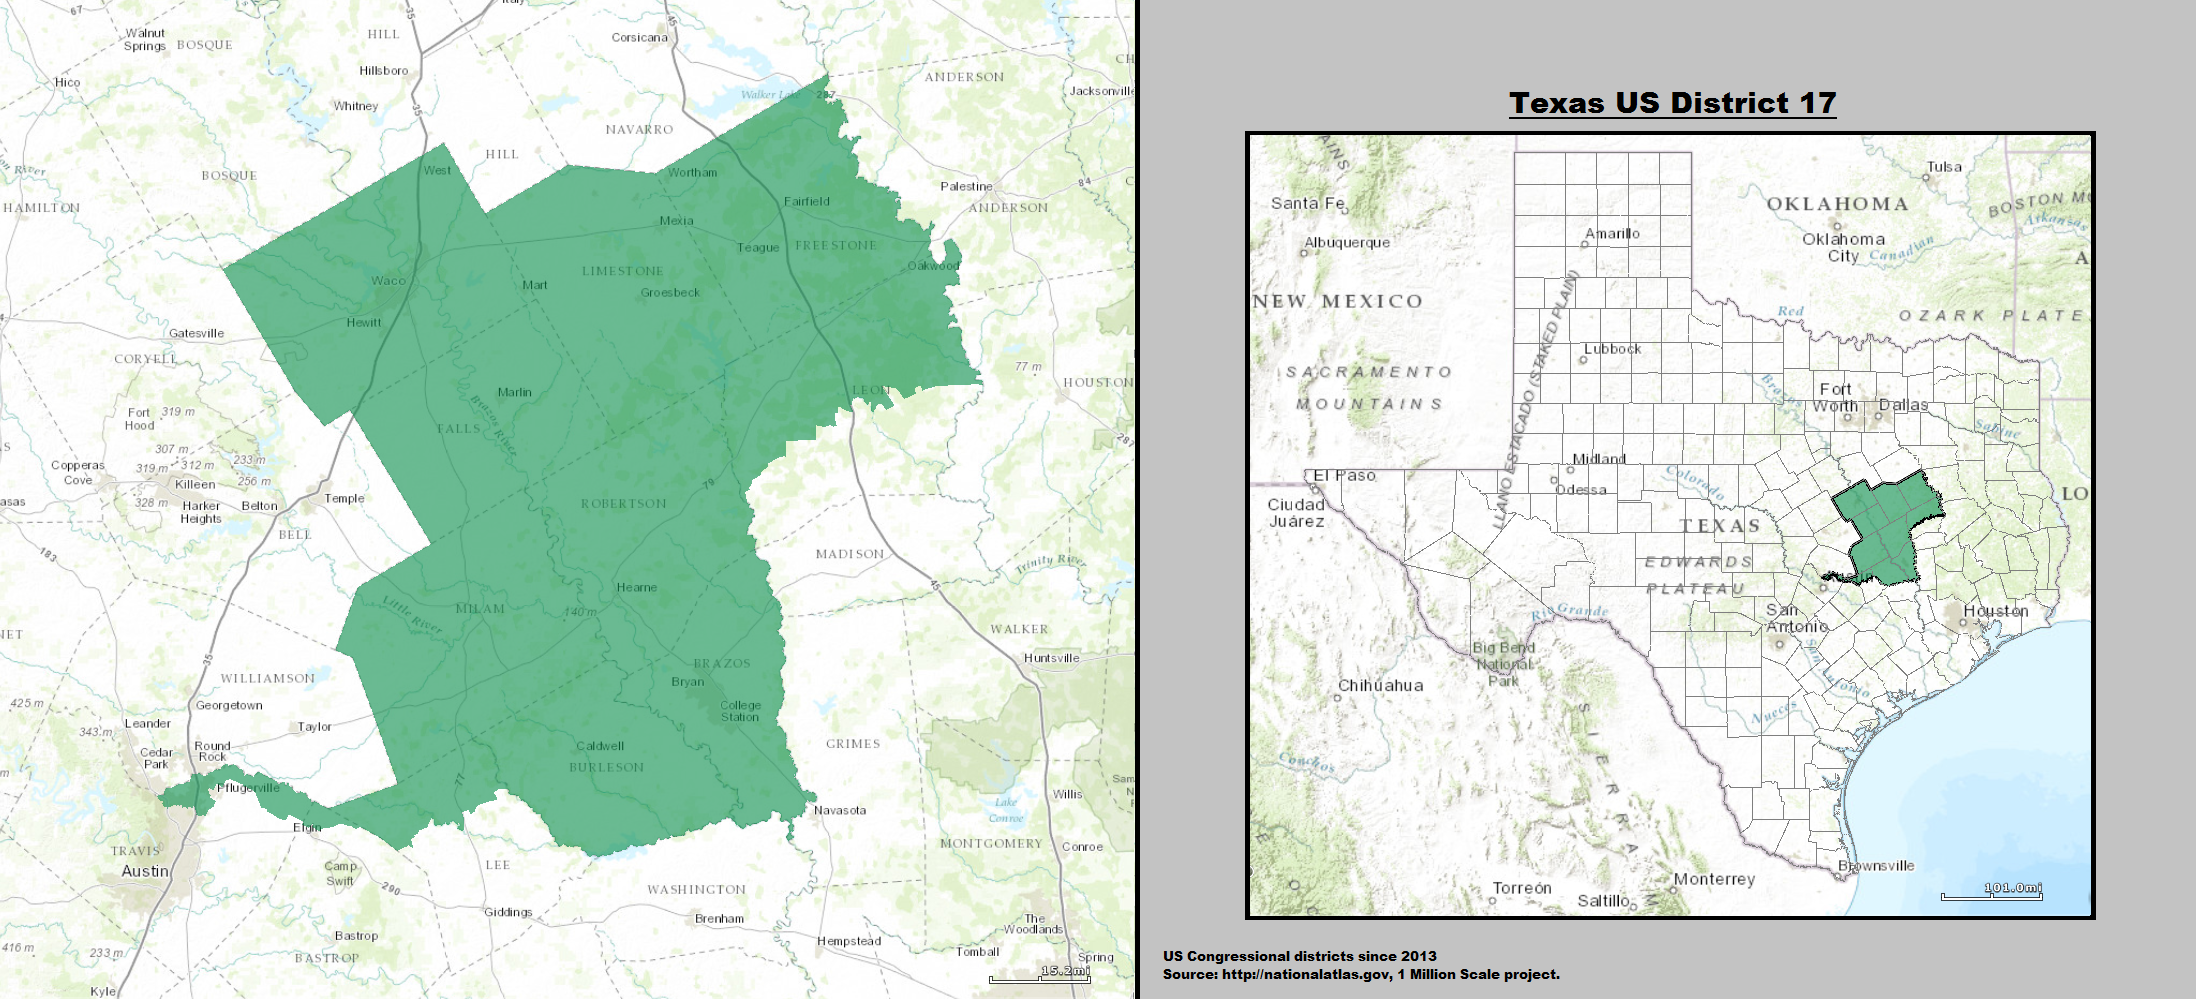 67
Walnut
Springs
BOSQUE
35
HILL
Italy
45
Corsicana
Hico
Hillsboro
Whitney
35
ANDERSON
Jacksonville
Walker Lake
287
NAVARRO
HILL
BOSQUE
West
Wortham
Palestine
84
HAMILTON
Fairfield
ANDERSON
Mexia
Teague
FREESTONE
Oakwood
LIMESTONE
Waco
Mart
Groesbeck
Hewitt
Gatesville
CORYELL
77 m
HOUSTON
Marlin
LEON
Brazos River
Fort
Hood
319 m
FALLS
307 m
233 m
287
Copperas
Cove
319 m
312 m
256 m
Killeen
79
328 m
Harker
Heights
Belton
Temple
ROBERTSON
BELL
183
MADISON
Trinity River
45
Hearne
Little River
MILAM
140 m
WALKER
Huntsville
35
BRAZOS
WILLIAMSON
Bryan
425 m
Georgetown
College
Station
Leander
343 m
Taylor
Cedar
Park
Round
Rock
Caldwell
GRIMES
BURLESON
77
Pflugerville
Willis
Lake
Conroe
Navasota
Elgin
TRAVIS
Austin
Camp
Swift
LEE
MONTGOMERY
Conroe
290
WASHINGTON
Giddings
Brenham
The
Woodlands
Bastrop
Hempstead
416 m
233 m
BASTROP
Tomball
Spring
15.2mi
Kyle
Texas US District 17
Tulsa
Santa Fe
OKLAHOMA
BOSTON MO
Arkansas
Amarillo
Albuquerque
Oklahoma
City
Canadian
NEW MEXICO
Red
OZARK PLATE
LLANO ESTACADO (STAKED PLAIN)
Lubbock
SACRAMENTO
MOUNTAINS
Brazos
Fort
Worth
Dallas
Sabine
Midland
El Paso
Odessa
Colorado
Ciudad
Juárez
TEXAS
EDWARDS
PLATEAU
Austin
Rio Grande
San
Antonio
Houston
Big Bend
National
Park
San Antonio
Chihuahua
Nueces
SIERRA
Conchos
Brownsville
Monterrey
Torreón
Saltillo
101.0mi
US Congressional districts since 2013
Source: http://nationalatlas.gov, 1 Million Scale project.